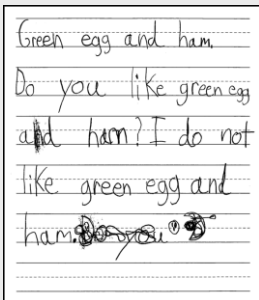 Green egg and ham.
Do you like green egg
and ham? I do not
like green egg and
ham.